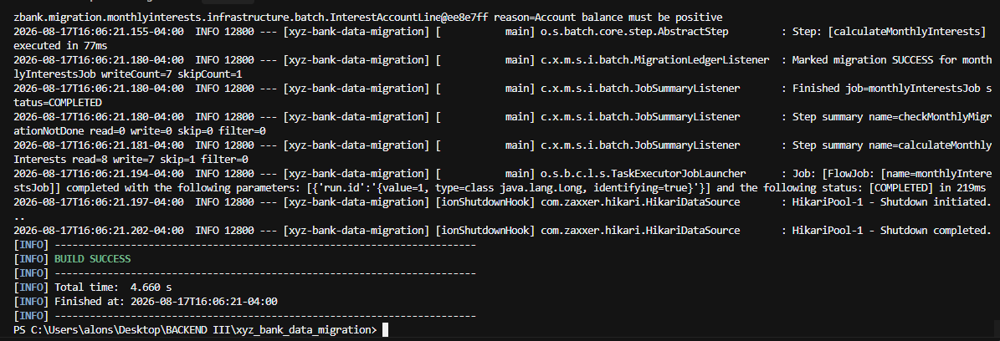 zbank.migration.monthlyinterests.infrastructure.batch.InterestAccountLine@ee8e7ff reason=Account balance must be positive
2026-08-17T16:06:21.155-04:00  INFO 12800 --- [xyz-bank-data-migration] [           main] o.s.batch.core.step.AbstractStep         : Step: [calculateMonthlyInterests]
executed in 77ms
2026-08-17T16:06:21.180-04:00  INFO 12800 --- [xyz-bank-data-migration] [           main] c.x.m.s.i.batch.MigrationLedgerListener  : Marked migration SUCCESS for month
lyInterestsJob writeCount=7 skipCount=1
2026-08-17T16:06:21.180-04:00  INFO 12800 --- [xyz-bank-data-migration] [           main] c.x.m.s.i.batch.JobSummaryListener       : Finished job=monthlyInterestsJob s
tatus=COMPLETED
2026-08-17T16:06:21.180-04:00  INFO 12800 --- [xyz-bank-data-migration] [           main] c.x.m.s.i.batch.JobSummaryListener       : Step summary name=checkMonthlyMigr
ationNotDone read=0 write=0 skip=0 filter=0
2026-08-17T16:06:21.181-04:00  INFO 12800 --- [xyz-bank-data-migration] [           main] c.x.m.s.i.batch.JobSummaryListener       : Step summary name=calculateMonthly
Interests read=8 write=7 skip=1 filter=0
2026-08-17T16:06:21.194-04:00  INFO 12800 --- [xyz-bank-data-migration] [           main] o.s.b.c.l.s.TaskExecutorJobLauncher      : Job: [FlowJob: [name=monthlyIntere
stsJob]] completed with the following parameters: [{'run.id':'{value=1, type=class java.lang.Long, identifying=true}'}] and the following status: [COMPLETED] in 219ms
2026-08-17T16:06:21.197-04:00  INFO 12800 --- [xyz-bank-data-migration] [ionShutdownHook] com.zaxxer.hikari.HikariDataSource       : HikariPool-1 - Shutdown initiated.
..
2026-08-17T16:06:21.202-04:00  INFO 12800 --- [xyz-bank-data-migration] [ionShutdownHook] com.zaxxer.hikari.HikariDataSource       : HikariPool-1 - Shutdown completed.
[INFO] ------------------------------------------------------------------------
[INFO] BUILD SUCCESS
[INFO] ------------------------------------------------------------------------
[INFO] Total time:  4.660 s
[INFO] Finished at: 2026-08-17T16:06:21-04:00
[INFO] ------------------------------------------------------------------------
PS C:\Users\alons\Desktop\BACKEND III\xyz_bank_data_migration>